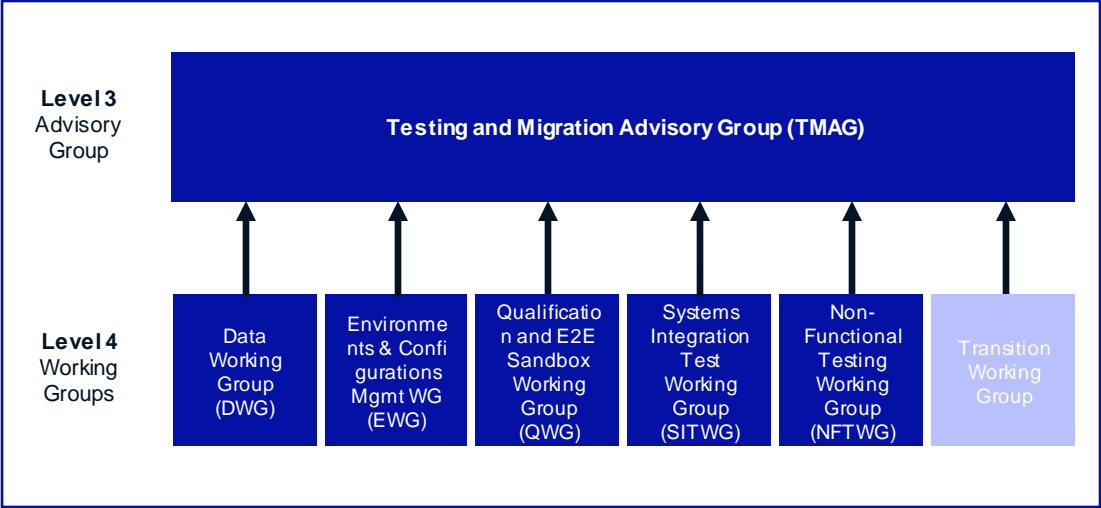 Level 3
Advisory
Group
Testing and Migration Advisory Group (TMAG)
Level 4
Working
Groups
Data
Working
Group
(DWG)
Environme
nts & Confi
gurations
Mgmt WG
(EWG)
Qualificatio
n and E2E
Sandbox
Working
Group
(QWG)
Systems
Integration
Test
Working
Group
(SITWG)
Non-
Functional
Testing
Working
Group
(NFTWG)
Transition
Working
Group